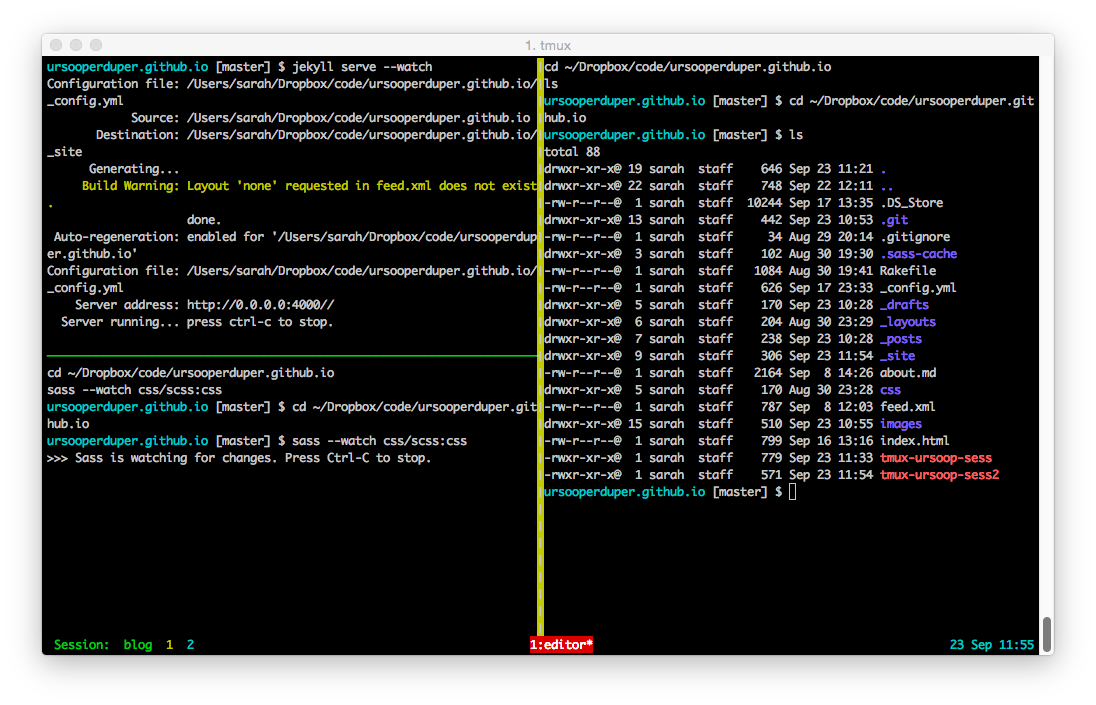 1. tmux
ursooperduper.github.io [master] $ jekyll serve --watch
Configuration file: /Users/sarah/Dropbox/code/ursooperduper.github.io/
_config.yml
Source: /Users/sarah/Dropbox/code/ursooperduper.github.io
Destination: /Users/sarah/Dropbox/code/ursooperduper.github.io/
_site
Generating...
Build Warning: Layout 'none' requested in feed.xml does not exist
.
done.
Auto-regeneration: enabled for '/Users/sarah/Dropbox/code/ursooperdup
er.github.io'
Configuration file: /Users/sarah/Dropbox/code/ursooperduper.github.io/
_config.yml
Server address: http://0.0.0.0:4000//
Server running... press ctrl-c to stop.
cd ~/Dropbox/code/ursooperduper.github.io
sass --watch css/scss:css
ursooperduper.github.io [master] $ cd ~/Dropbox/code/ursooperduper.git
hub.io
ursooperduper.github.io [master] $ sass --watch css/scss:css
>>> Sass is watching for changes. Press Ctrl-C to stop.
cd ~/Dropbox/code/ursooperduper.github.io
ls
ursooperduper.github.io [master] $ cd ~/Dropbox/code/ursooperduper.git
hub.io
ursooperduper.github.io [master] $ ls
total 88
drwxr-xr-x@ 19 sarah  staff    646 Sep 23 11:21 .
drwxr-xr-x@ 22 sarah  staff    748 Sep 22 12:11 ..
-rw-r--r--@  1 sarah  staff  10244 Sep 17 13:35 .DS_Store
drwxr-xr-x@ 13 sarah  staff    442 Sep 23 10:53 .git
-rw-r--r--@  1 sarah  staff     34 Aug 29 20:14 .gitignore
drwxr-xr-x@  3 sarah  staff    102 Aug 30 19:30 .sass-cache
-rw-r--r--@  1 sarah  staff   1084 Aug 30 19:41 Rakefile
-rw-r--r--@  1 sarah  staff    626 Sep 17 23:33 _config.yml
drwxr-xr-x@  5 sarah  staff    170 Sep 23 10:28 _drafts
drwxr-xr-x@  6 sarah  staff    204 Aug 30 23:29 _layouts
drwxr-xr-x@  7 sarah  staff    238 Sep 23 10:28 _posts
drwxr-xr-x@  9 sarah  staff    306 Sep 23 11:54 _site
-rw-r--r--@  1 sarah  staff   2164 Sep  8 14:26 about.md
drwxr-xr-x@  5 sarah  staff    170 Aug 30 23:28 css
-rw-r--r--@  1 sarah  staff    787 Sep  8 12:03 feed.xml
drwxr-xr-x@ 15 sarah  staff    510 Sep 23 10:55 images
-rw-r--r--@  1 sarah  staff    799 Sep 16 13:16 index.html
-rwxr-xr-x@  1 sarah  staff    779 Sep 23 11:33 tmux-ursoop-sess
-rwxr-xr-x@  1 sarah  staff    571 Sep 23 11:54 tmux-ursoop-sess2
ursooperduper.github.io [master] $
Session: blog 1 2
1:editor*
23 Sep 11:55